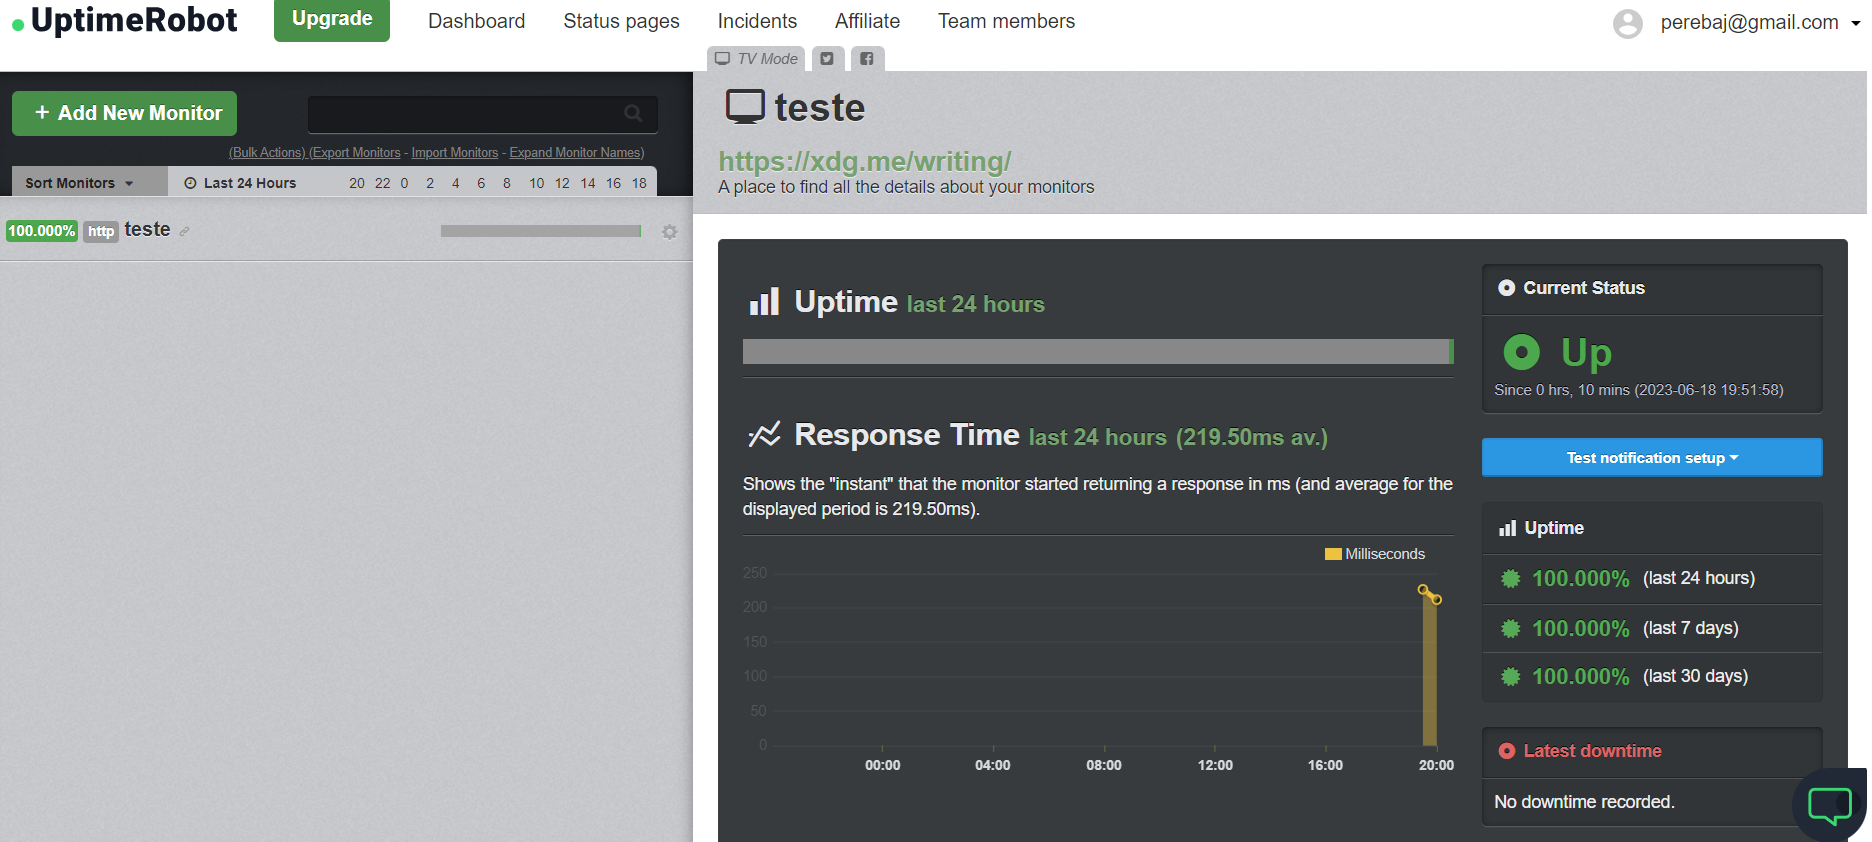 UptimeRobot
Upgrade
Dashboard
Status pages
Incidents
Affiliate
Team members
perebaj@gmail.com
TV Mode
+ Add New Monitor
(Bulk Actions) (Export Monitors - Import Monitors - Expand Monitor Names)
Sort Monitors
Last 24 Hours
20 22 0 2 4 6 8 10 12 14 16 18
100.000% http teste
teste
https://xdg.me/writing/
A place to find all the details about your monitors
Uptime last 24 hours
Response Time last 24 hours (219.50ms av.)
Shows the "instant" that the monitor started returning a response in ms (and average for the
displayed period is 219.50ms).
Milliseconds
250
200
150
100
50
0
00:00 04:00 08:00 12:00 16:00 20:00
Current Status
Up
Since 0 hrs, 10 mins (2023-06-18 19:51:58)
Test notification setup
Uptime
100.000% (last 24 hours)
100.000% (last 7 days)
100.000% (last 30 days)
Latest downtime
No downtime recorded.